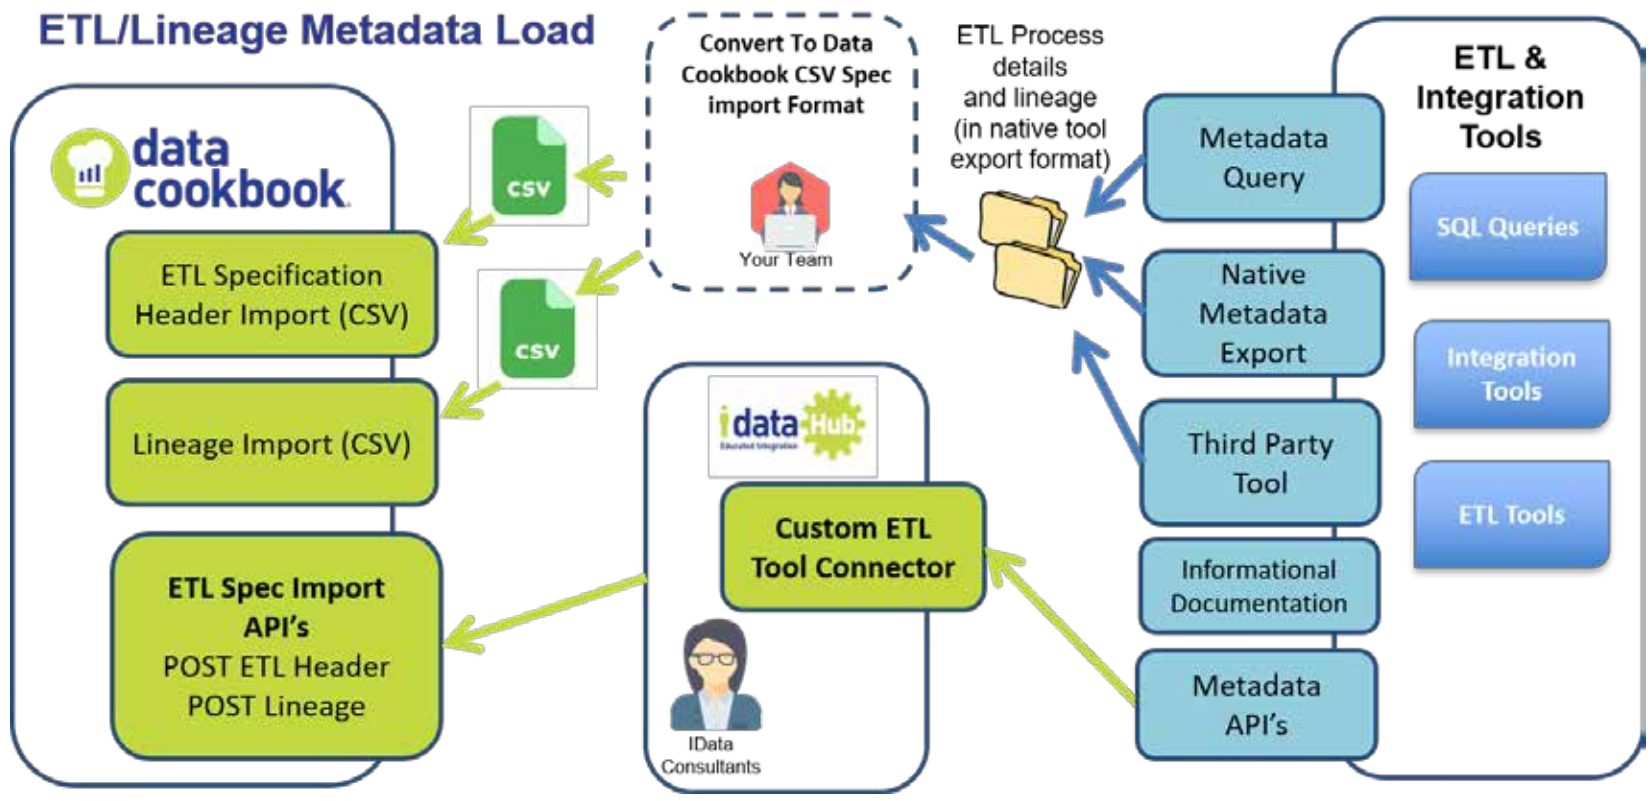 ETL/Lineage Metadata Load
data
cookbook
ETL Specification
Header Import (CSV)
Lineage Import (CSV)
ETL Spec Import
API's
POST ETL Header
POST Lineage
csv
csv
Convert To Data
Cookbook CSV Spec
import Format
Your Team
idata Hub
Educated Integration
Custom ETL
Tool Connector
IData
Consultants
ETL Process
details
and lineage
(in native tool
export format)
Metadata
Query
Native
Metadata
Export
Third Party
Tool
Informational
Documentation
Metadata
API's
ETL &
Integration
Tools
SQL Queries
Integration
Tools
ETL Tools